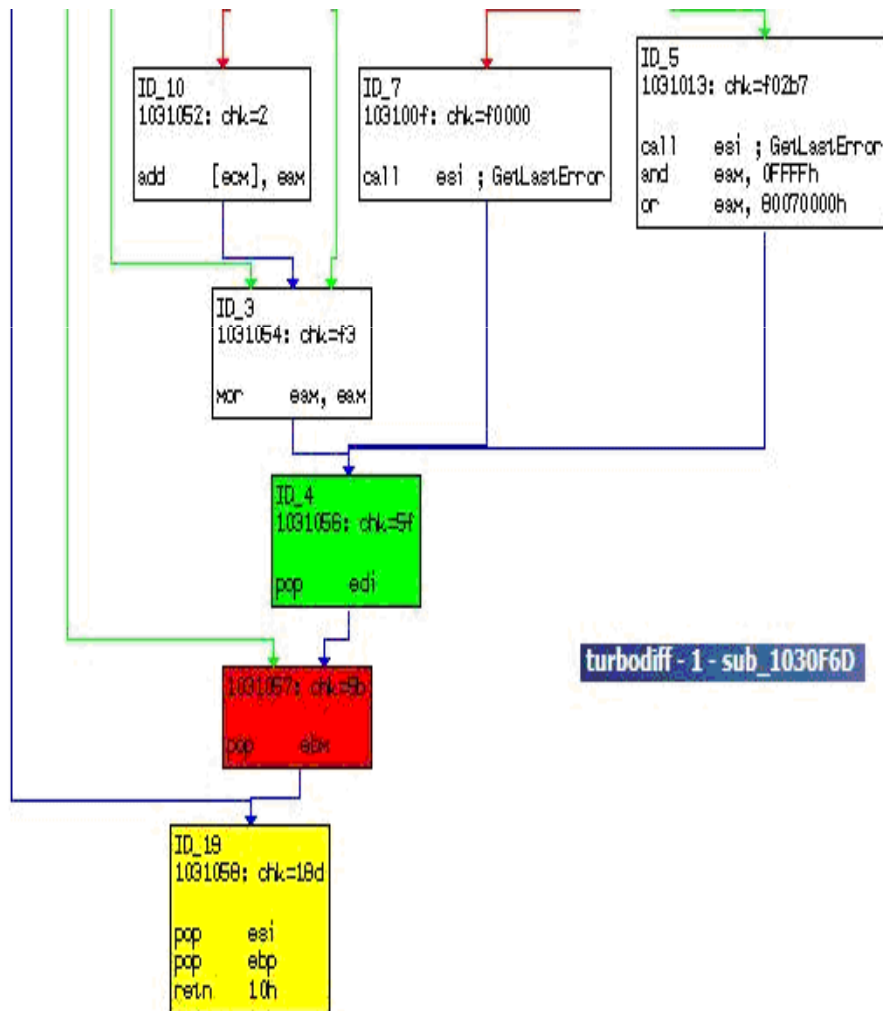 ID_10
1031052: chk=2
add [ecx], eax
ID_7
103100f: chk=f0000
call esi ; GetLastError
ID_5
1031013: chk=f02b7
call esi ; GetLastError
and eax, 0FFFFh
or eax, 80070000h
ID_3
1031054: chk=f3
xor eax, eax
ID_4
1031056: chk=5f
pop edi
turbodiff - 1 - sub_1030F6D
1031057: chk=5b
pop ebx
ID_19
1031058: chk=18d
pop esi
pop ebp
retn 10h